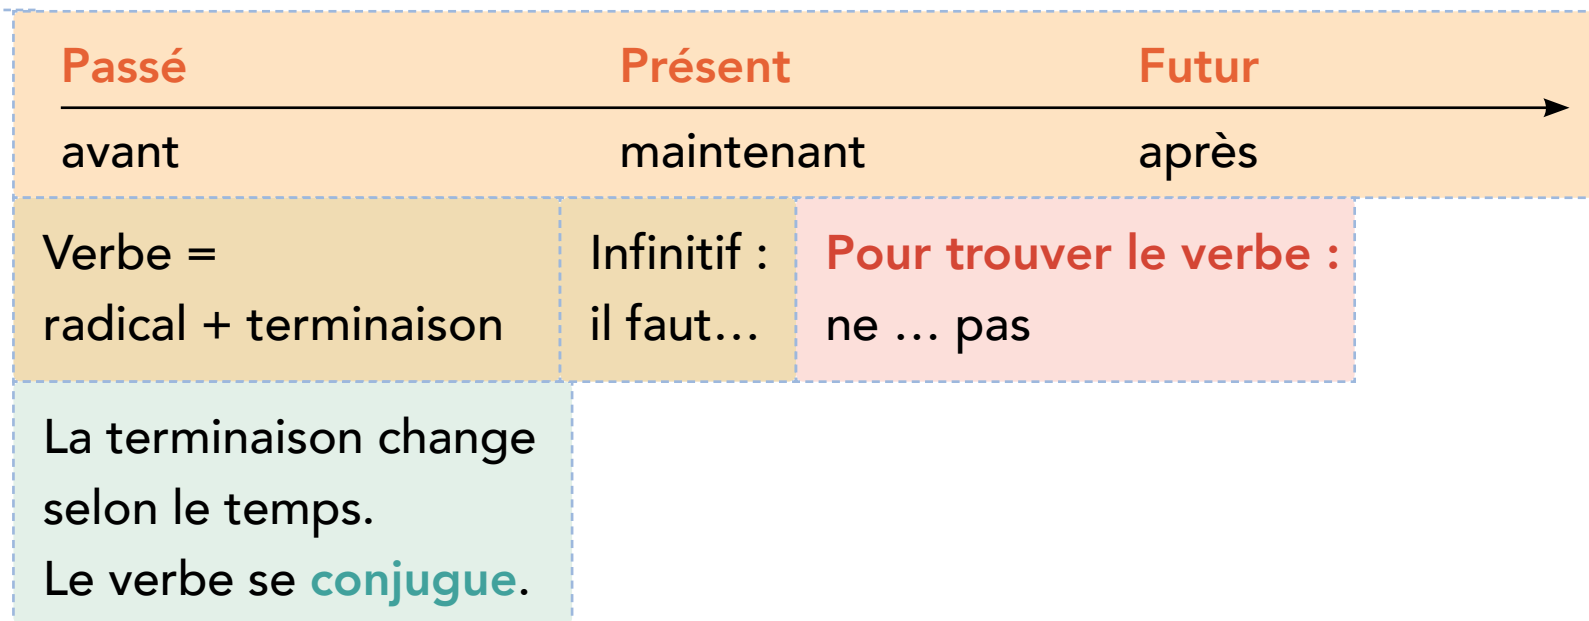 Passé Présent Futur
avant maintenant après
Verbe =
radical + terminaison
Infinitif :
il faut…
Pour trouver le verbe :
ne … pas
La terminaison change
selon le temps.
Le verbe se conjugue.